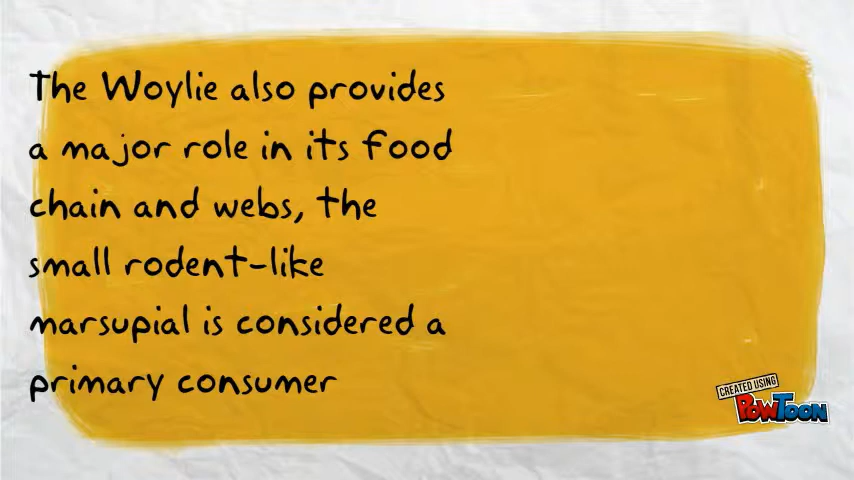 The Woylie also provides
a major role in its food
chain and webs, the
small rodent-like
marsupial is considered a
primary consumer
CREATED USING
POWTOON